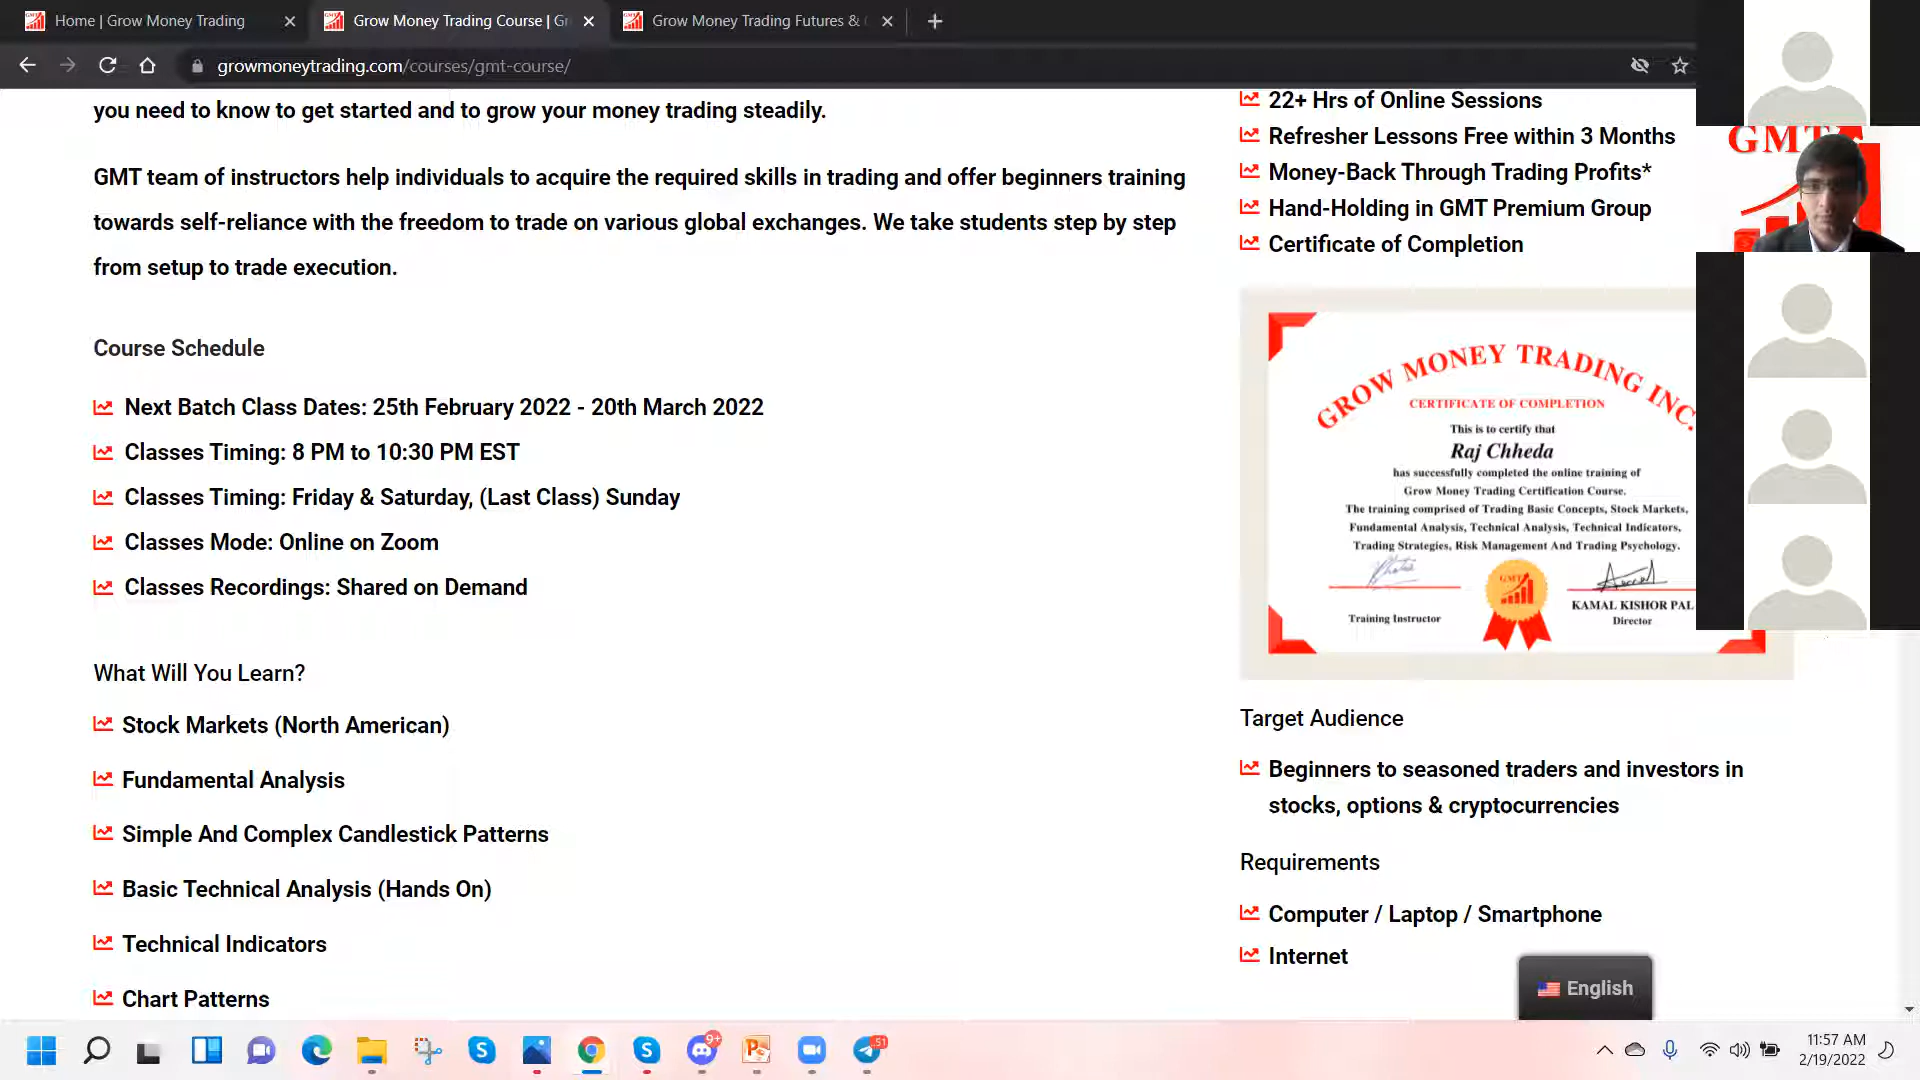 Home | Grow Money Trading
Grow Money Trading Course | Gr
Grow Money Trading Futures &
growmoneytrading.com/courses/gmt-course/
you need to know to get started and to grow your money trading steadily.
GMT team of instructors help individuals to acquire the required skills in trading and offer beginners training
towards self-reliance with the freedom to trade on various global exchanges. We take students step by step
from setup to trade execution.
Course Schedule
Next Batch Class Dates: 25th February 2022 - 20th March 2022
Classes Timing: 8 PM to 10:30 PM EST
Classes Timing: Friday & Saturday, (Last Class) Sunday
Classes Mode: Online on Zoom
Classes Recordings: Shared on Demand
What Will You Learn?
Stock Markets (North American)
Fundamental Analysis
Simple And Complex Candlestick Patterns
Basic Technical Analysis (Hands On)
Technical Indicators
Chart Patterns
22+ Hrs of Online Sessions
Refresher Lessons Free within 3 Months
Money-Back Through Trading Profits*
Hand-Holding in GMT Premium Group
Certificate of Completion
GMT
GROW MONEY TRADING INC.
CERTIFICATE OF COMPLETION
This is to certify that
Raj Chheda
has successfully completed the online training of
Grow Money Trading Certification Course.
The training comprised of Trading Basic Concepts, Stock Markets,
Fundamental Analysis, Technical Analysis, Technical Indicators,
Trading Strategies, Risk Management And Trading Psychology.
GMT
KAMAL KISHOR PAL
Training Instructor
Director
Target Audience
Beginners to seasoned traders and investors in
stocks, options & cryptocurrencies
Requirements
Computer / Laptop / Smartphone
Internet
English
9+
51
11:57 AM
2/19/2022